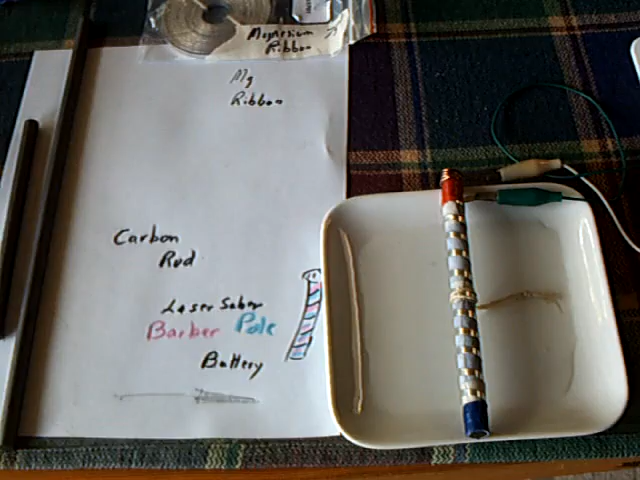 Magnesium
Ribbon
Mg
Ribbon
Carbon
Rod
Laser Saber
Barber Pole
Battery